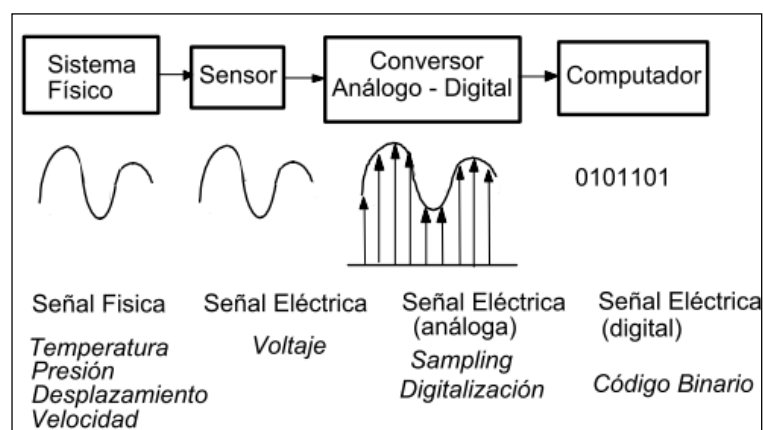 Sistema
Físico
Sensor
Conversor
Análogo - Digital
Computador
0101101
Señal Fisica
Temperatura
Presión
Desplazamiento
Velocidad
Señal Eléctrica
Voltaje
Señal Eléctrica
(análoga)
Sampling
Digitalización
Señal Eléctrica
(digital)
Código Binario